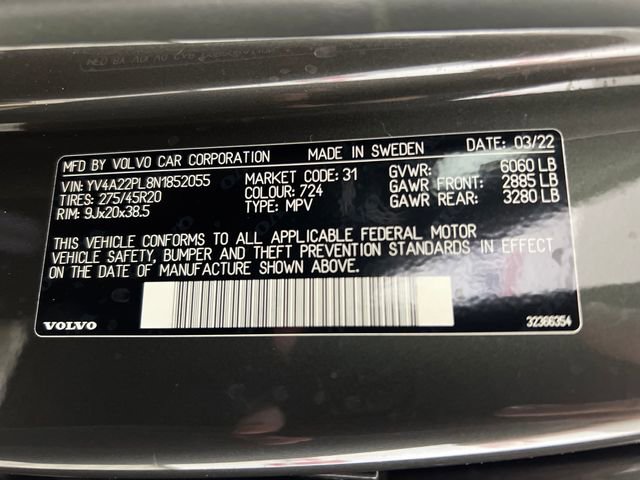 MFD BY VOLVO CAR CORPORATION MADE IN SWEDEN DATE: 03/22
VIN: YV4A22PL8N1852055 MARKET CODE: 31 GVWR: 6060 LB
TIRES: 275/45R20 COLOUR: 724 GAWR FRONT: 2885 LB
RIM: 9Jx20x38.5 TYPE: MPV GAWR REAR: 3280 LB
THIS VEHICLE CONFORMS TO ALL APPLICABLE FEDERAL MOTOR
VEHICLE SAFETY, BUMPER AND THEFT PREVENTION STANDARDS IN EFFECT
ON THE DATE OF MANUFACTURE SHOWN ABOVE.
VOLVO 32366354